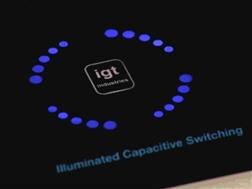 igt
industries
Illuminated Capacitive Switching